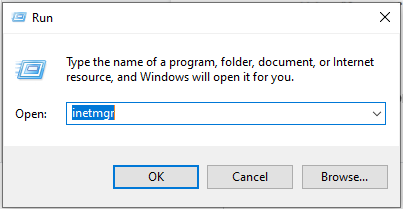 Run
Type the name of a program, folder, document, or Internet
resource, and Windows will open it for you.
Open: inetmgr
OK Cancel Browse...